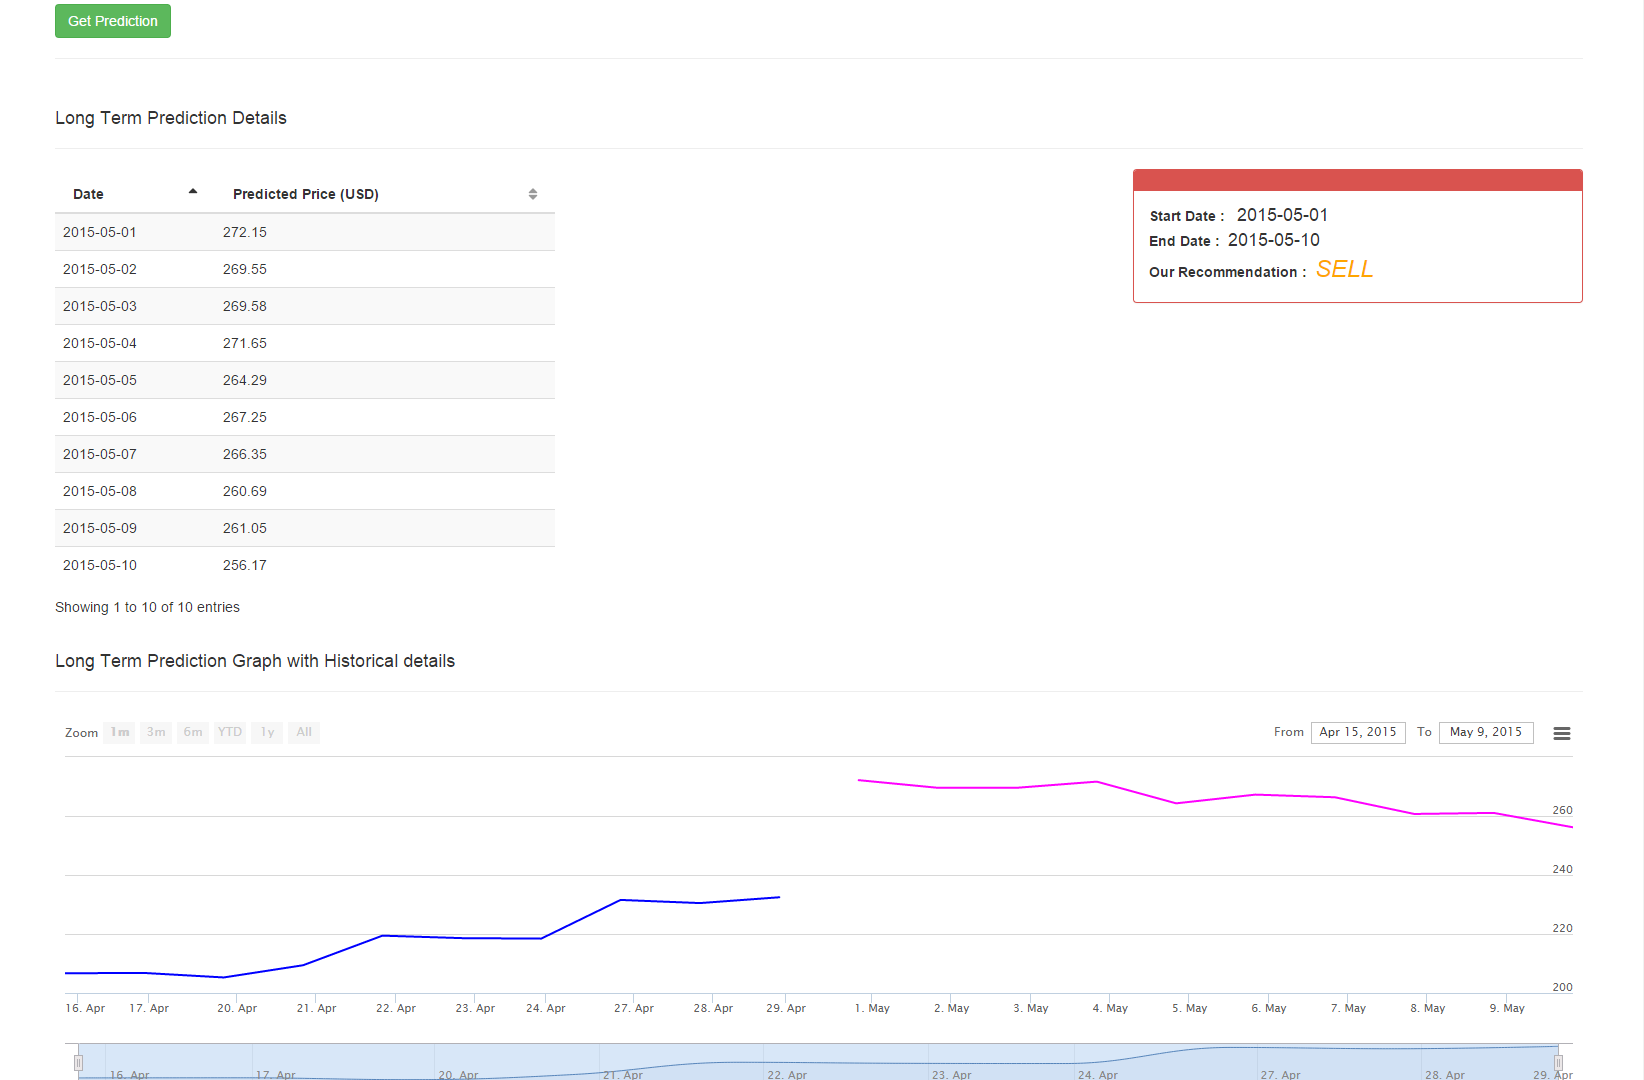 Get Prediction
Long Term Prediction Details
Date Predicted Price (USD)
2015-05-01 272.15
2015-05-02 269.55
2015-05-03 269.58
2015-05-04 271.65
2015-05-05 264.29
2015-05-06 267.25
2015-05-07 266.35
2015-05-08 260.69
2015-05-09 261.05
2015-05-10 256.17
Showing 1 to 10 of 10 entries
Start Date : 2015-05-01
End Date : 2015-05-10
Our Recommendation : SELL
Long Term Prediction Graph with Historical details
Zoom 1m 3m 6m YTD 1y All From Apr 15, 2015 To May 9, 2015
260
240
220
200
16. Apr 17. Apr 20. Apr 21. Apr 22. Apr 23. Apr 24. Apr 27. Apr 28. Apr 29. Apr 1. May 2. May 3. May 4. May 5. May 6. May 7. May 8. May 9. May
16. Apr 17. Apr 20. Apr 21. Apr 22. Apr 23. Apr 24. Apr 27. Apr 28. Apr 29. Apr